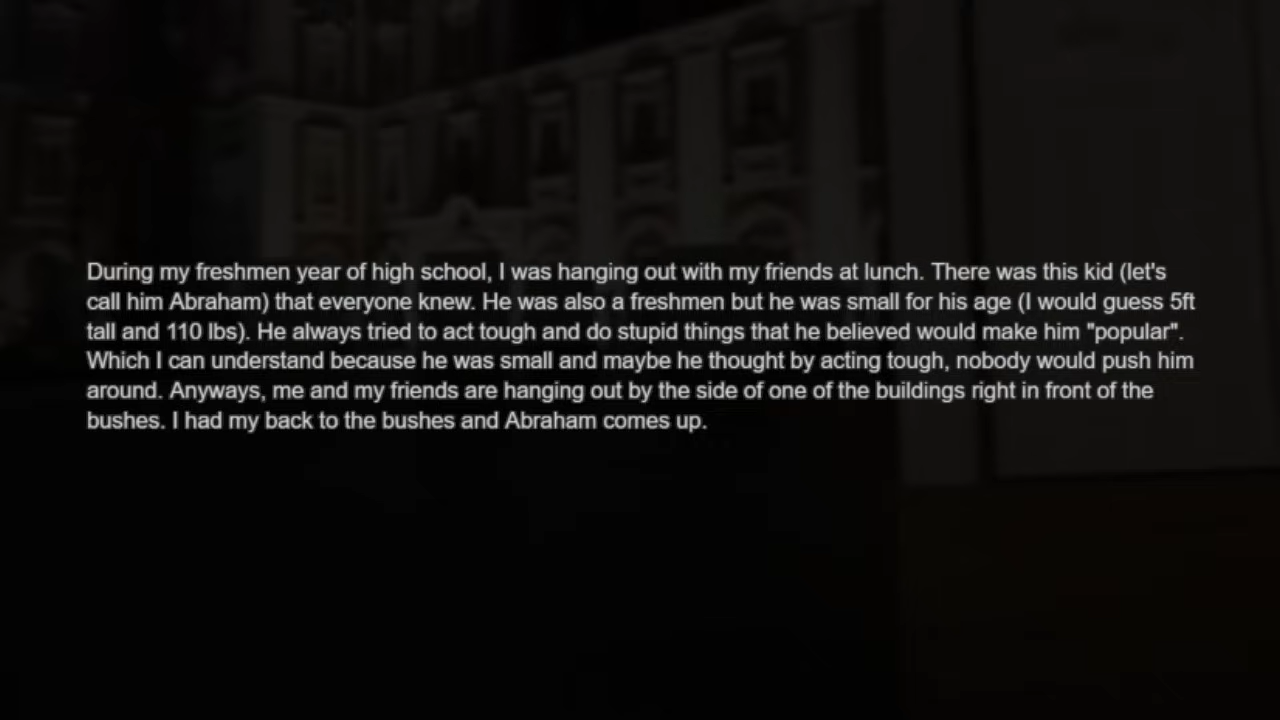 During my freshmen year of high school, I was hanging out with my friends at lunch. There was this kid (let's
call him Abraham) that everyone knew. He was also a freshmen but he was small for his age (I would guess 5ft
tall and 110 lbs). He always tried to act tough and do stupid things that he believed would make him "popular".
Which I can understand because he was small and maybe he thought by acting tough, nobody would push him
around. Anyways, me and my friends are hanging out by the side of one of the buildings right in front of the
bushes. I had my back to the bushes and Abraham comes up.